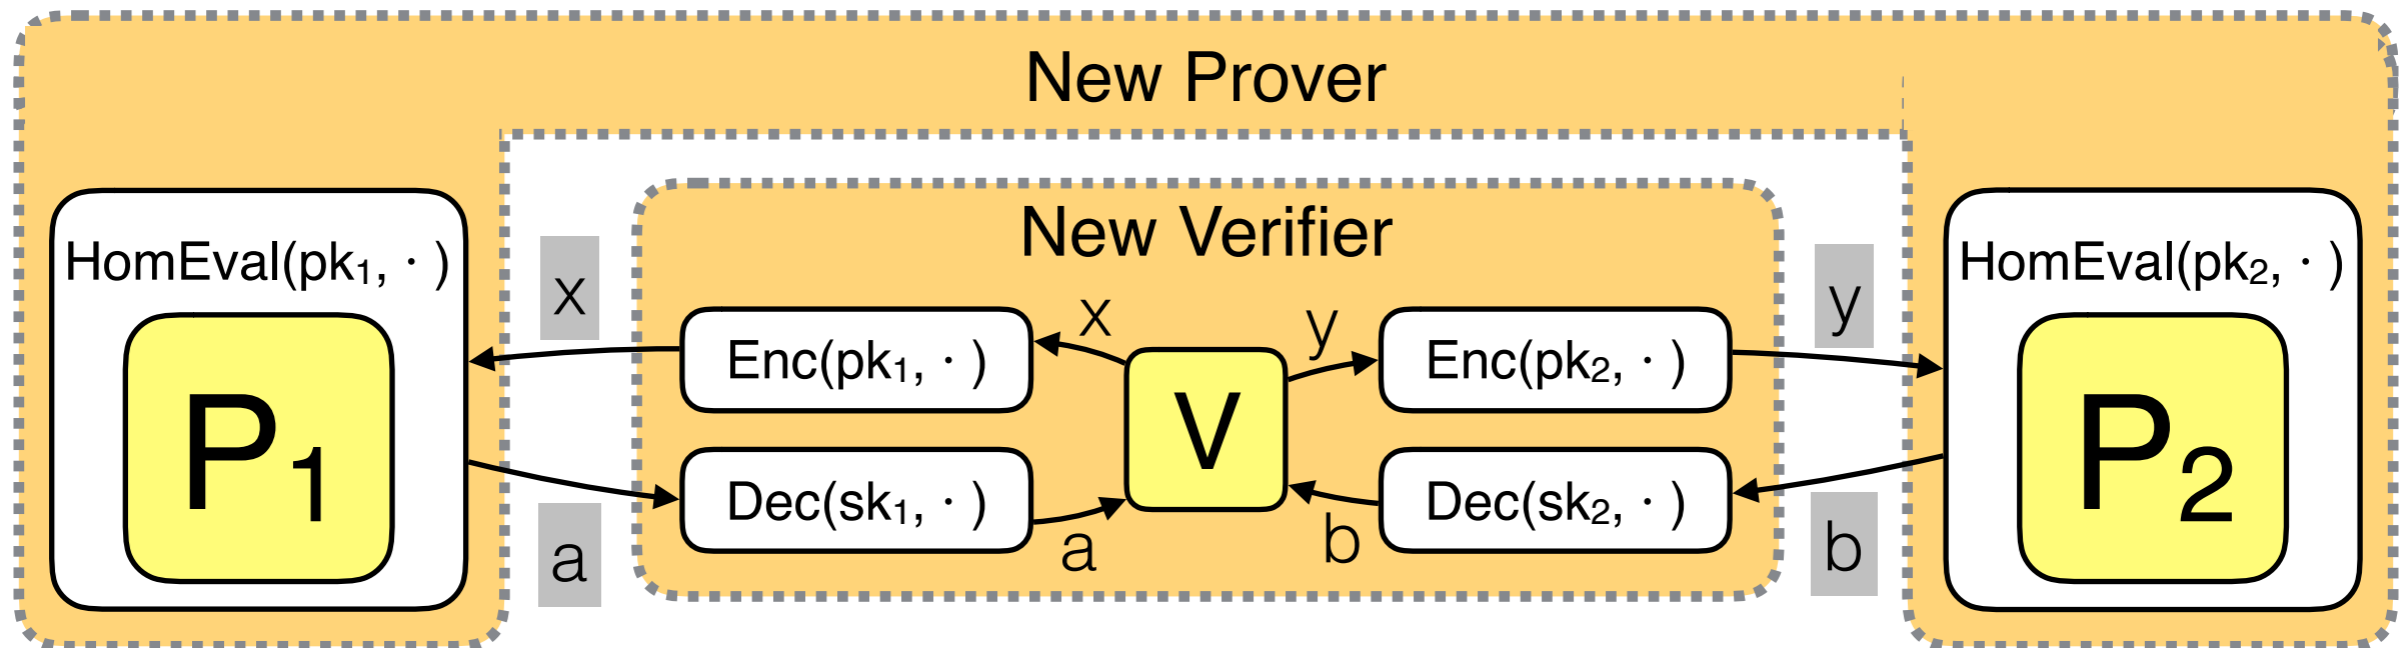 New Prover
New Verifier
HomEval(pk₁, · )
P₁
x
a
Enc(pk₁, · )
Dec(sk₁, · )
x
a
V
y
b
Enc(pk₂, · )
Dec(sk₂, · )
y
b
HomEval(pk₂, · )
P₂